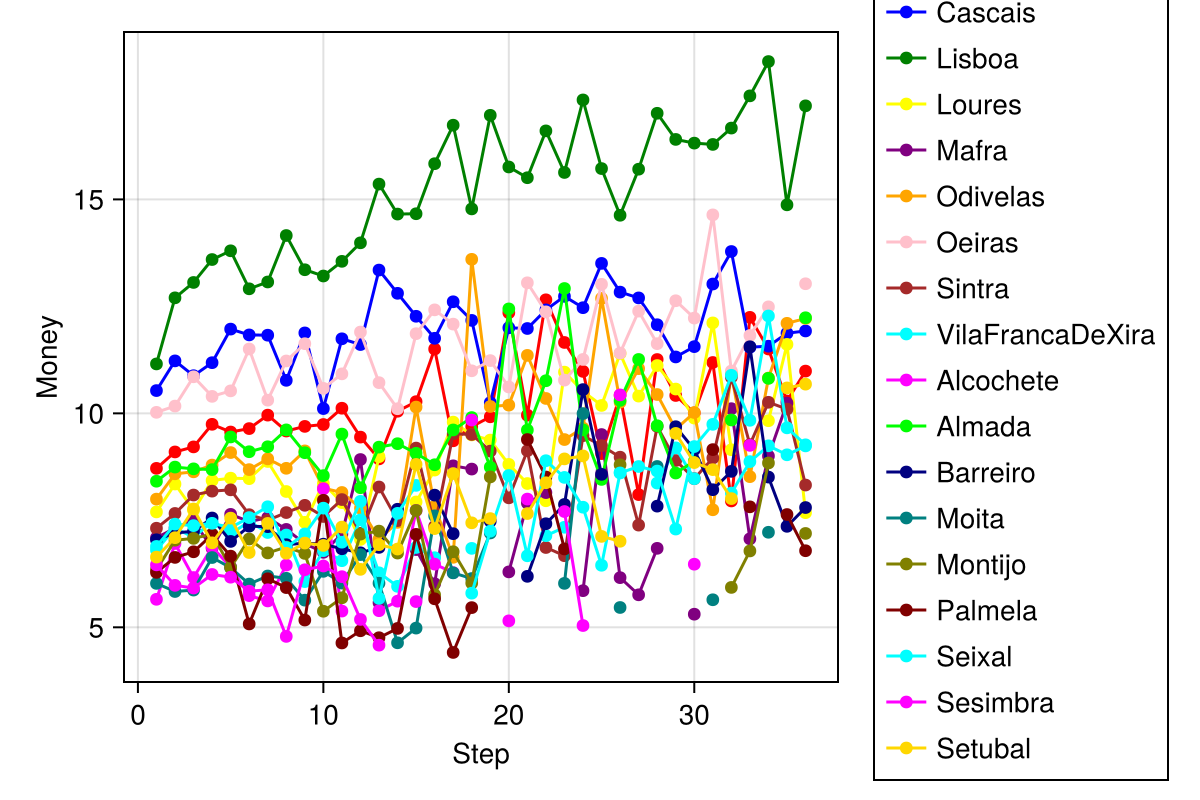 Money
15
10
5
0
10
20
30
Step
Cascais
Lisboa
Loures
Mafra
Odivelas
Oeiras
Sintra
VilaFrancaDeXira
Alcochete
Almada
Barreiro
Moita
Montijo
Palmela
Seixal
Sesimbra
Setubal